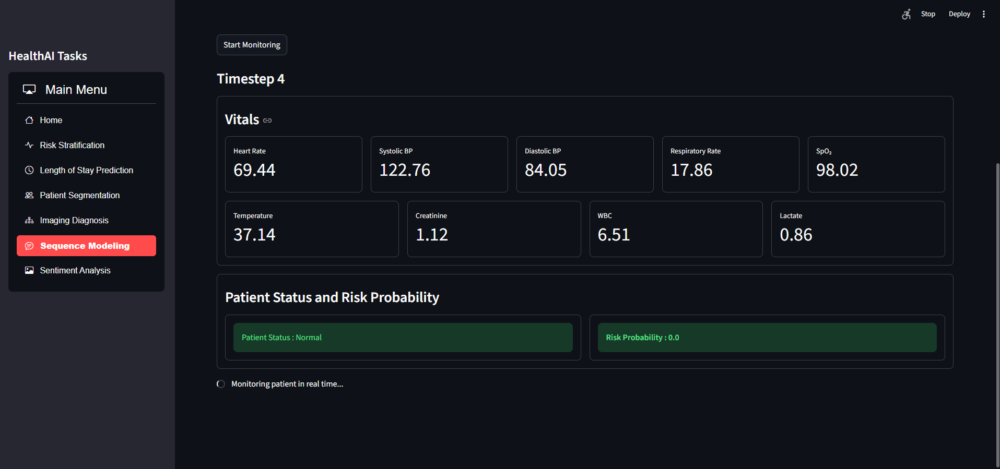 Stop
Deploy
HealthAI Tasks
Main Menu
Home
Risk Stratification
Length of Stay Prediction
Patient Segmentation
Imaging Diagnosis
Sequence Modeling
Sentiment Analysis
Start Monitoring
Timestep 4
Vitals
Heart Rate
69.44
Systolic BP
122.76
Diastolic BP
84.05
Respiratory Rate
17.86
SpO₂
98.02
Temperature
37.14
Creatinine
1.12
WBC
6.51
Lactate
0.86
Patient Status and Risk Probability
Patient Status : Normal
Risk Probability : 0.0
Monitoring patient in real time...